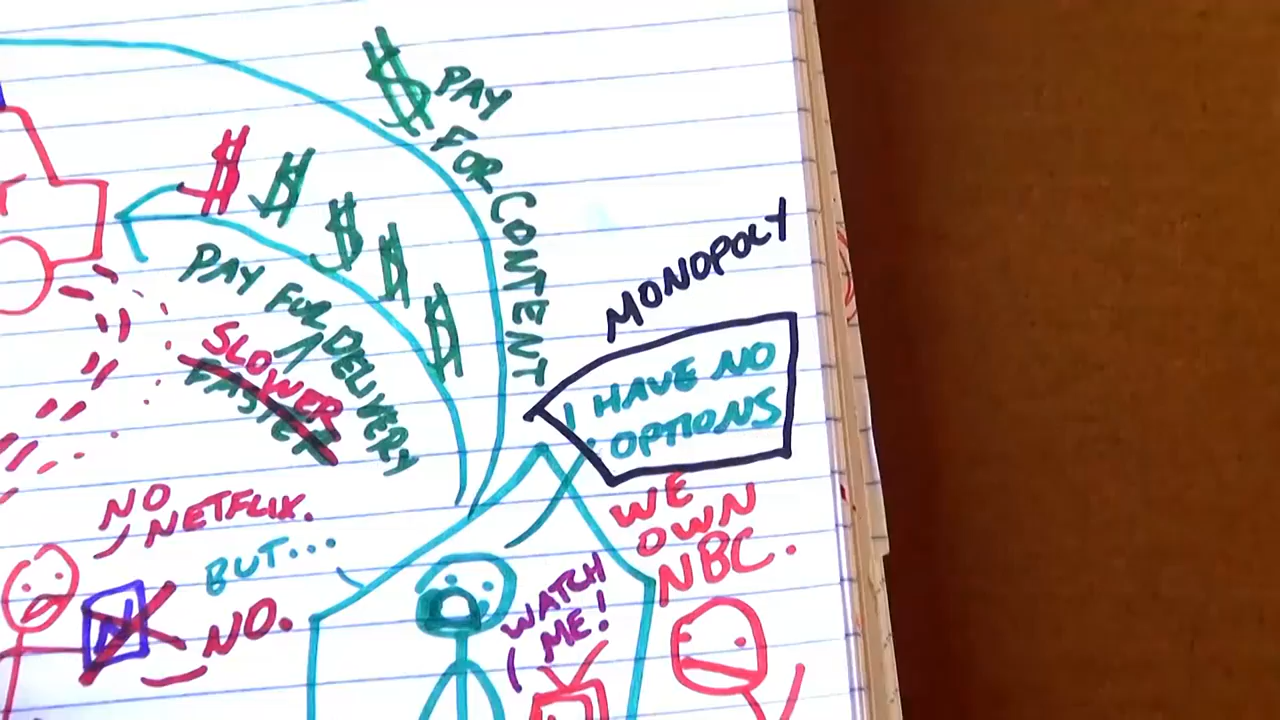 $ PAY FOR CONTENT
$ $ $ $ $
PAY FOR SLOWER DELIVERY
FASTER
MONOPOLY
I HAVE NO
OPTIONS
NO
NETFLIX.
BUT...
NO.
N
WE
OWN
NBC.
WATCH
ME!